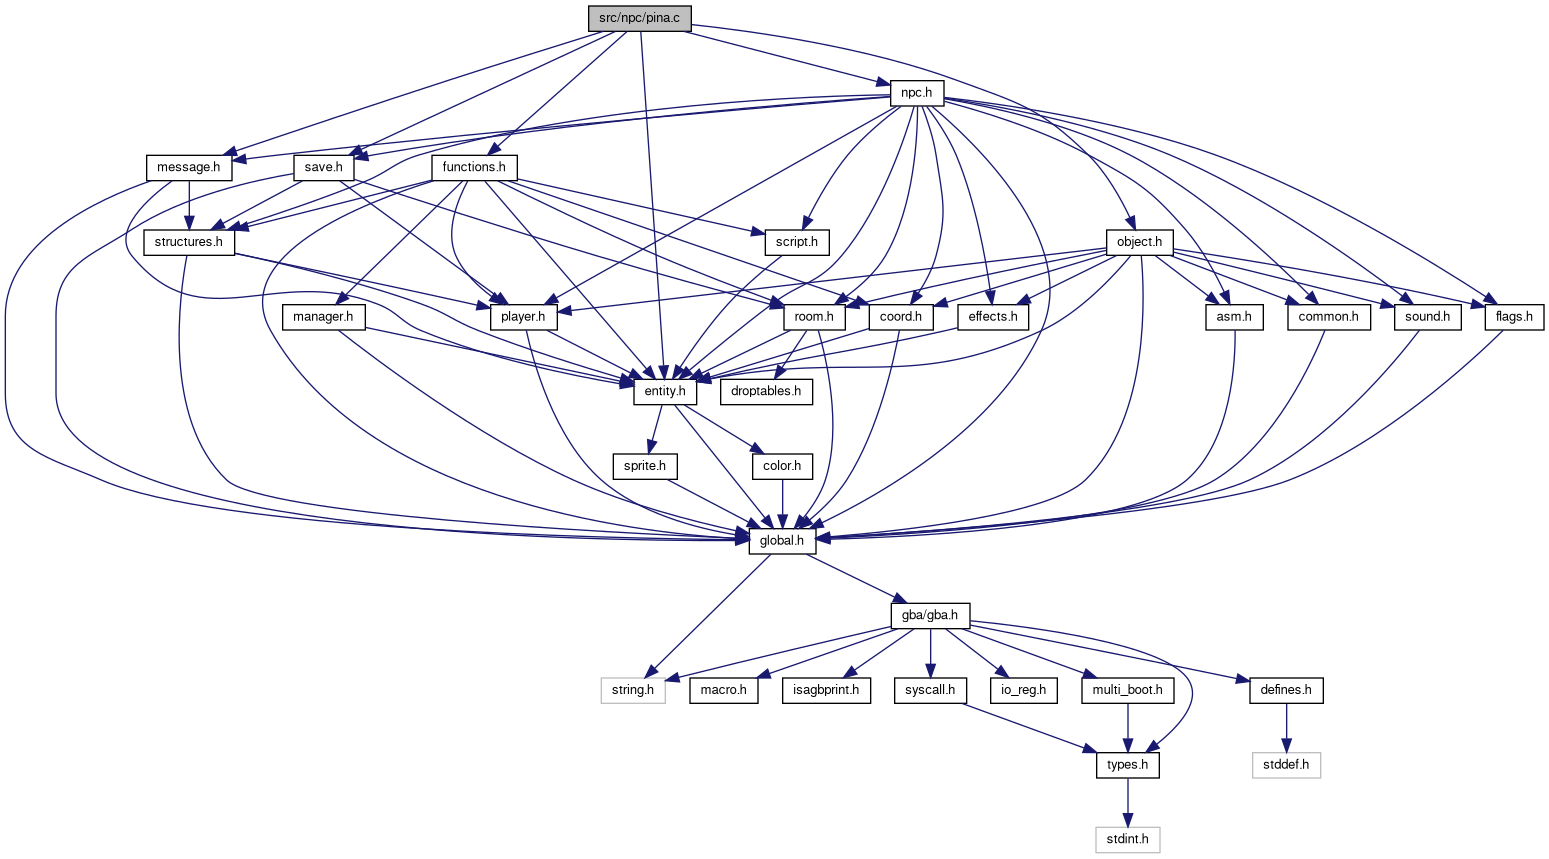 src/npc/pina.c
npc.h
message.h
save.h
functions.h
structures.h
script.h
object.h
manager.h
player.h
room.h
coord.h
effects.h
asm.h
common.h
sound.h
flags.h
entity.h
droptables.h
sprite.h
color.h
global.h
gba/gba.h
string.h
macro.h
isagbprint.h
syscall.h
io_reg.h
multi_boot.h
defines.h
types.h
stddef.h
stdint.h